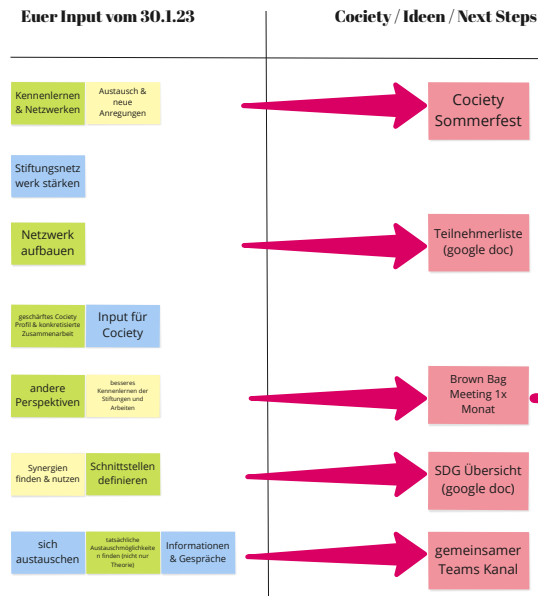 Euer Input vom 30.1.23
Cociety / Ideen / Next Steps
Kennenlernen
& Netzwerken
Austausch &
neue
Anregungen
Cociety
Sommerfest
Stiftungsnetz
werk stärken
Netzwerk
aufbauen
Teilnehmerliste
(google doc)
geschärftes Cociety
Profil & konkretisierte
Zusammenarbeit
Input für
Cociety
andere
Perspektiven
besseres
Kennenlernen der
Stiftungen und
Arbeiten
Brown Bag
Meeting 1x
Monat
Synergien
finden & nutzen
Schnittstellen
definieren
SDG Übersicht
(google doc)
sich
austauschen
tatsächliche
Austauschmöglichkeite
n finden (nicht nur
Theorie)
Informationen
& Gespräche
gemeinsamer
Teams Kanal